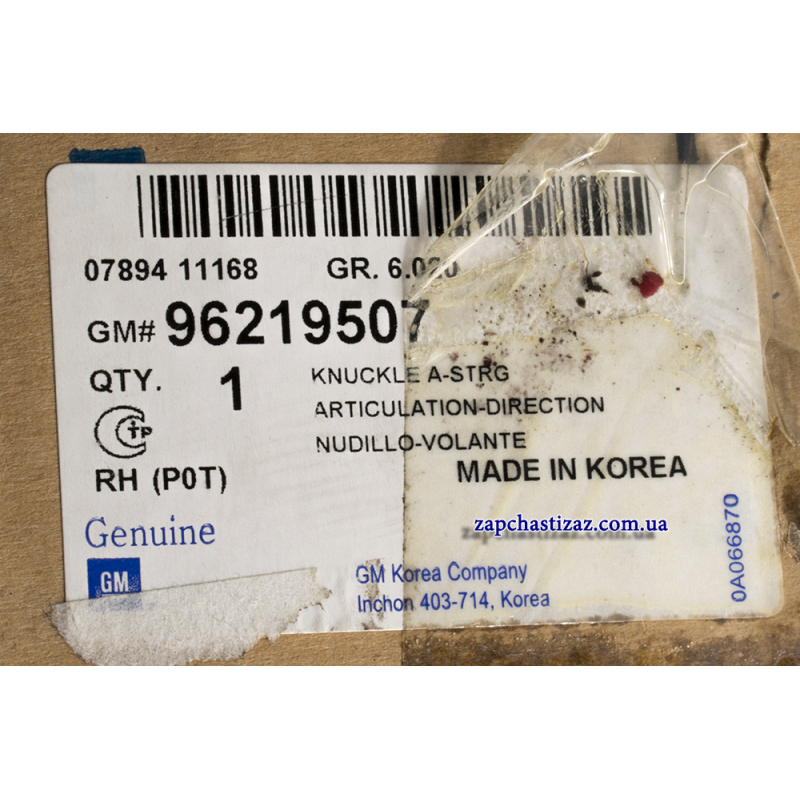 07894 11168 GR. 6.020
GM# 96219507
QTY. 1 KNUCKLE A-STRG
ARTICULATION-DIRECTION
NUDILLO-VOLANTE
RH (P0T) MADE IN KOREA
Genuine
zapchastizaz.com.ua
GM
GM Korea Company
Inchon 403-714, Korea
0A066870